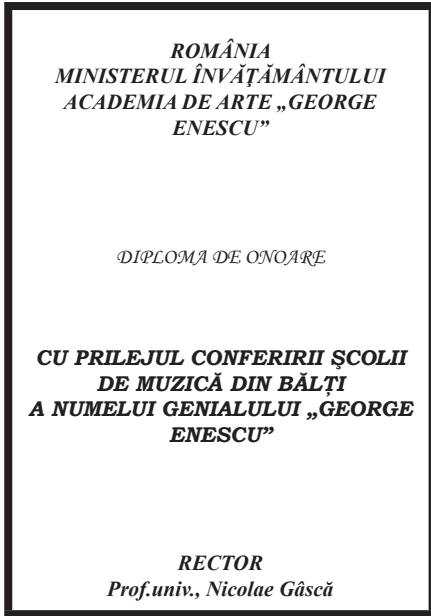 ROMÂNIA
MINISTERUL ÎNVĂŢĂMÂNTULUI
ACADEMIA DE ARTE „GEORGE
ENESCU”
DIPLOMA DE ONOARE
CU PRILEJUL CONFERIRII ŞCOLII
DE MUZICĂ DIN BĂLȚI
A NUMELUI GENIALULUI „GEORGE
ENESCU”
RECTOR
Prof.univ., Nicolae Gâscă